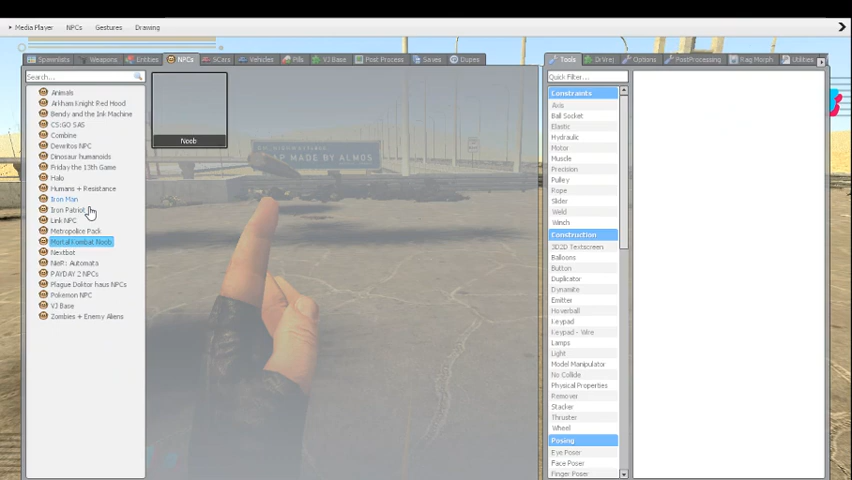 Media Player NPCs Gestures Drawing
Spawnlists Weapons Entities NPCs SCars Vehicles Pills VJ Base Post Process Saves Dupes
Search...
Animals
Arkham Knight Red Hood
Bendy and the Ink Machine
CS:GO SAS
Combine
Dewritos NPC
Dinosaur humanoids
Friday the 13th Game
Halo
Humans + Resistance
Iron Man
Iron Patriot
Link NPC
Metropolice Pack
Mortal Kombat Noob
Nextbot
NieR: Automata
PAYDAY 2 NPCs
Plague Doktor haus NPCs
Pokemon NPC
VJ Base
Zombies + Enemy Aliens
Noob
MAP MADE BY ALMOS
Tools DrVrej Options PostProcessing Rag Morph Utilities
Quick Filter...
Constraints
Axis
Ball Socket
Elastic
Hydraulic
Motor
Muscle
Precision
Pulley
Rope
Slider
Weld
Winch
Construction
3D2D Textscreen
Balloons
Button
Duplicator
Dynamite
Emitter
Hoverball
Keypad
Keypad - Wire
Lamps
Light
Model Manipulator
No Collide
Physical Properties
Remover
Stacker
Thruster
Wheel
Posing
Eye Poser
Face Poser
Finger Poser